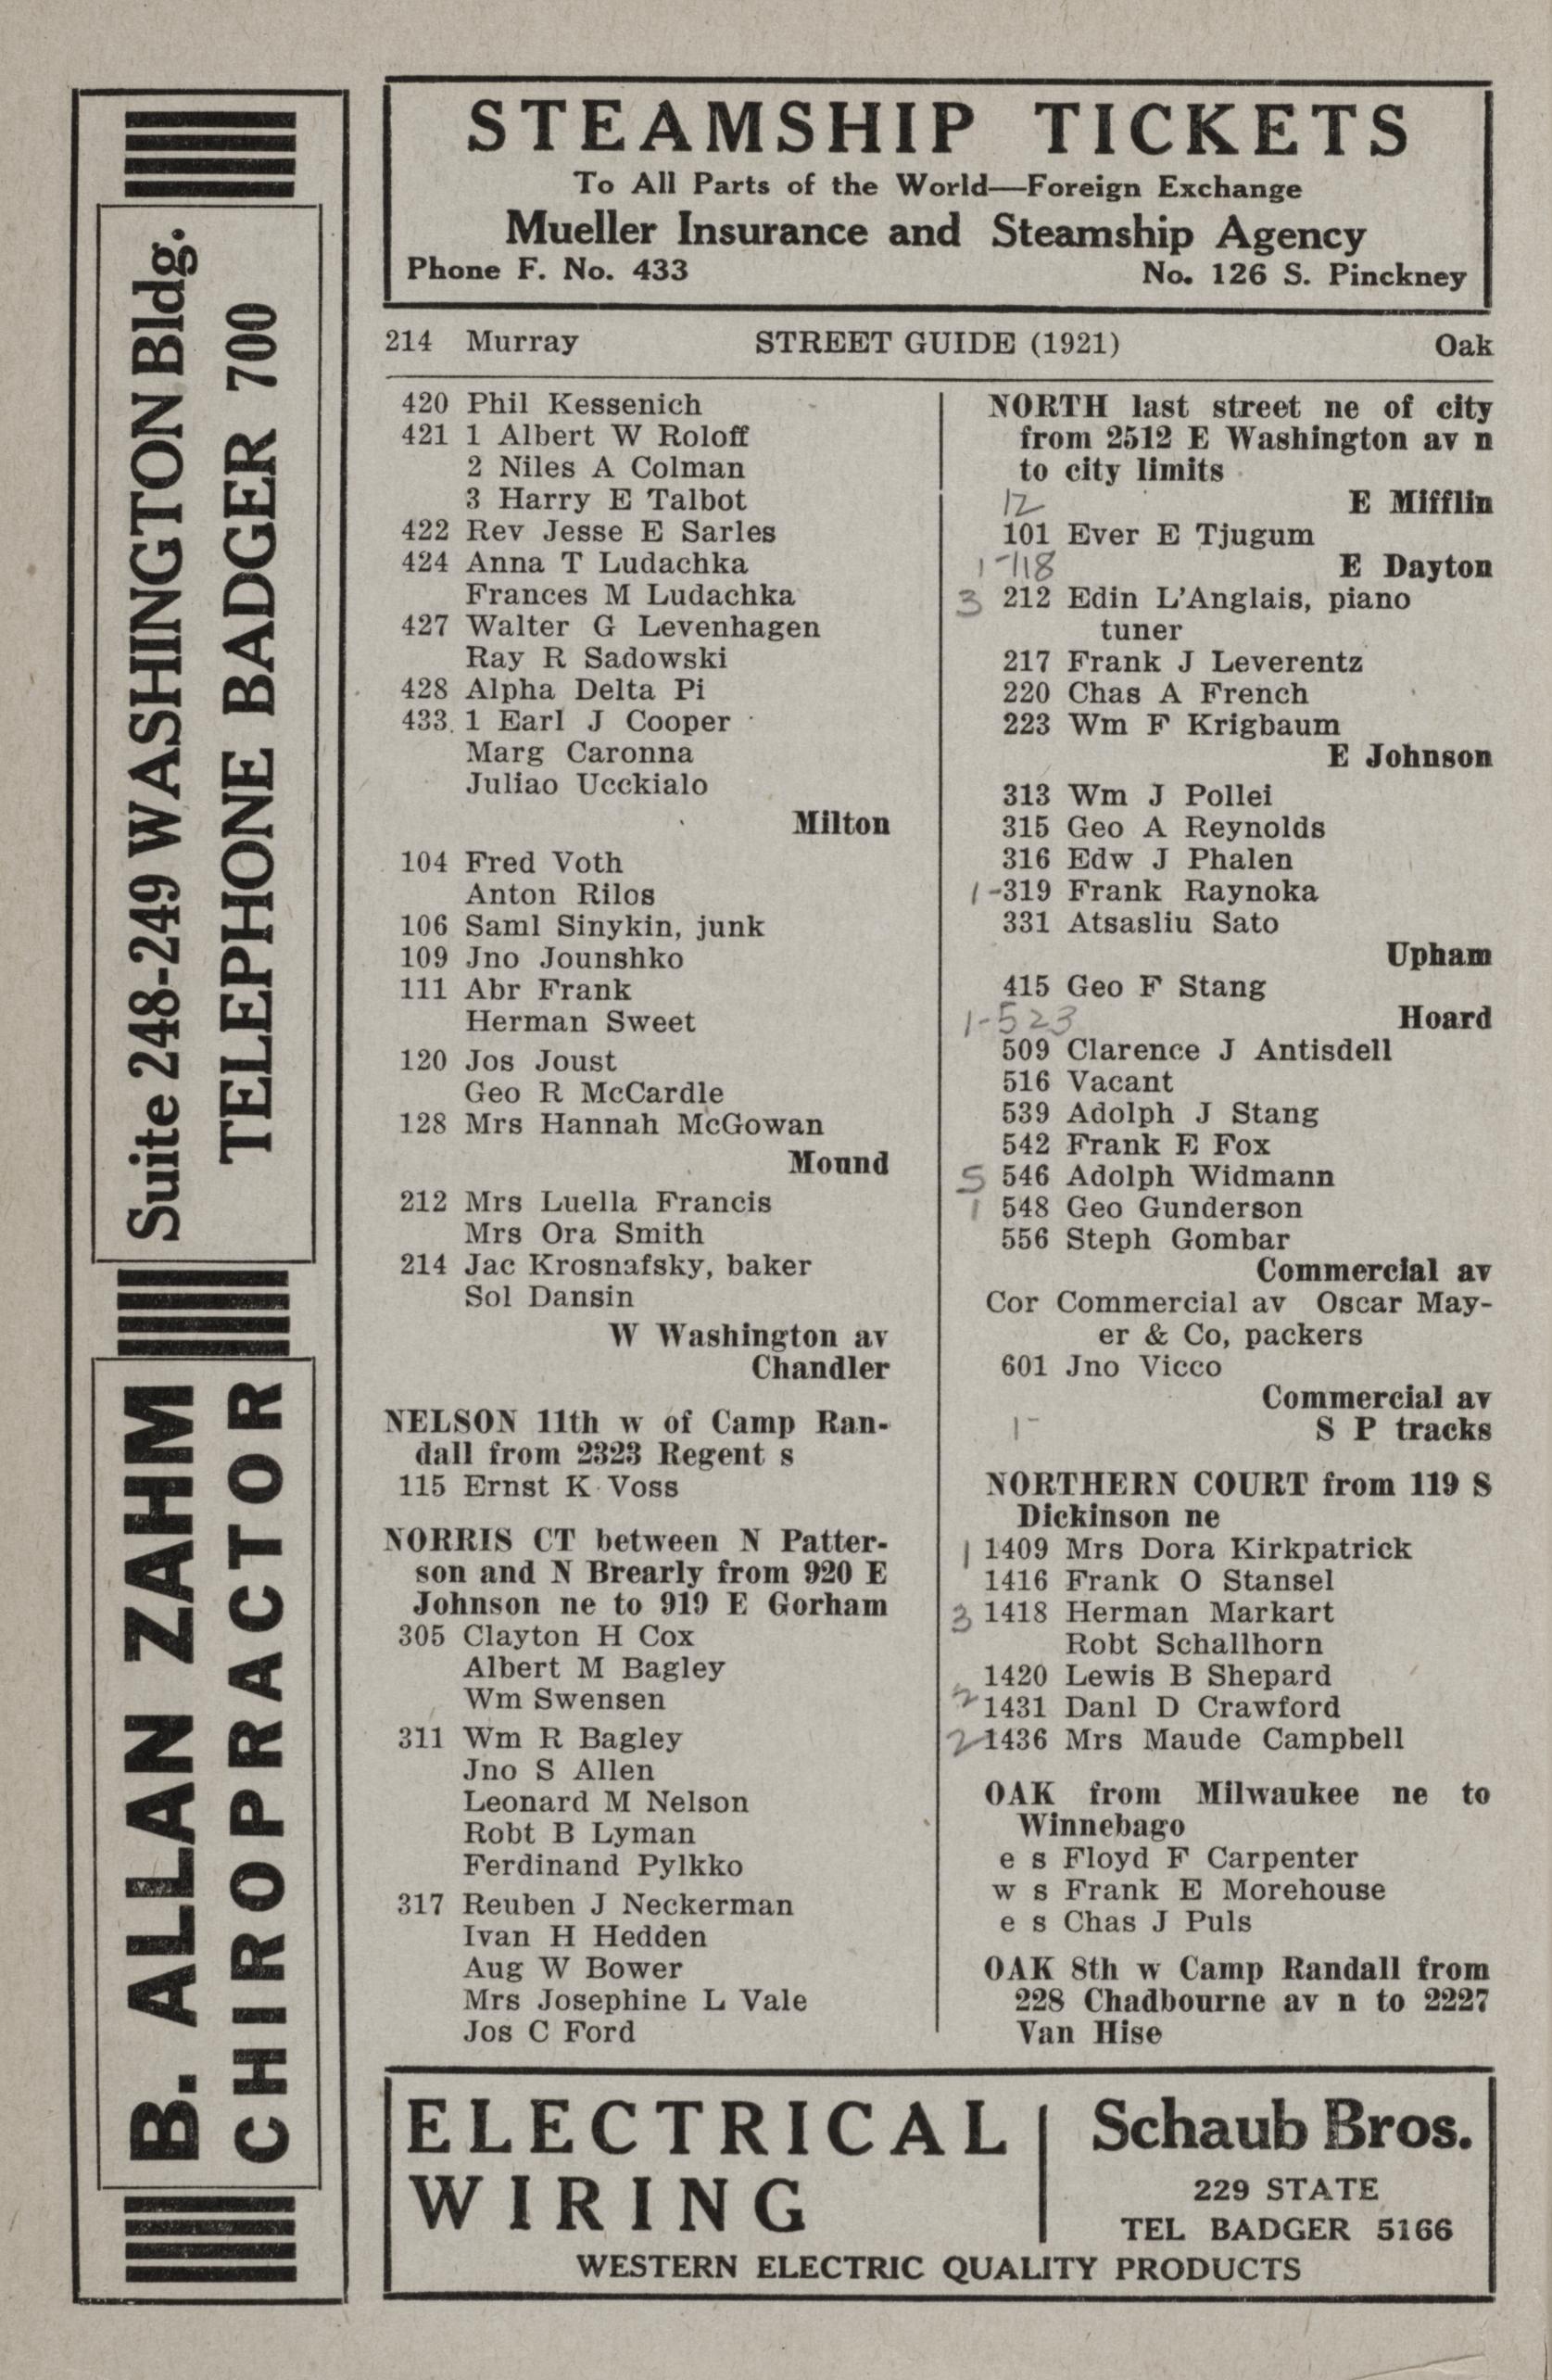 STEAMSHIP TICKETS
To All Parts of the World—Foreign Exchange
Mueller Insurance and Steamship Agency
Phone F. No. 433 No. 126 S. Pinckney
214 Murray STREET GUIDE (1921) Oak
420 Phil Kessenich
421 1 Albert W Roloff
2 Niles A Colman
3 Harry E Talbot
422 Rev Jesse E Sarles
424 Anna T Ludachka
Frances M Ludachka
427 Walter G Levenhagen
Ray R Sadowski
428 Alpha Delta Pi
433 1 Earl J Cooper
Marg Caronna
Juliao Ucckialo
Milton
104 Fred Voth
Anton Rilos
106 Saml Sinykin, junk
109 Jno Jounshko
111 Abr Frank
Herman Sweet
120 Jos Joust
Geo R McCardle
128 Mrs Hannah McGowan
Mound
212 Mrs Luella Francis
Mrs Ora Smith
214 Jac Krosnafsky, baker
Sol Dansin
W Washington av
Chandler
NELSON 11th w of Camp Ran-
dall from 2323 Regent s
115 Ernst K Voss
NORRIS CT between N Patter-
son and N Brearly from 920 E
Johnson ne to 919 E Gorham
305 Clayton H Cox
Albert M Bagley
Wm Swensen
311 Wm R Bagley
Jno S Allen
Leonard M Nelson
Robt B Lyman
Ferdinand Pylkko
317 Reuben J Neckerman
Ivan H Hedden
Aug W Bower
Mrs Josephine L Vale
Jos C Ford
NORTH last street ne of city
from 2512 E Washington av n
to city limits
12 E Mifflin
101 Ever E Tjugum
1-118 E Dayton
3 212 Edin L'Anglais, piano
tuner
217 Frank J Leverentz
220 Chas A French
223 Wm F Krigbaum
E Johnson
313 Wm J Pollei
315 Geo A Reynolds
316 Edw J Phalen
1-319 Frank Raynoka
331 Atsasliu Sato
Upham
415 Geo F Stang
1-523 Hoard
509 Clarence J Antisdell
516 Vacant
539 Adolph J Stang
542 Frank E Fox
5 546 Adolph Widmann
1 548 Geo Gunderson
556 Steph Gombar
Commercial av
Cor Commercial av Oscar May-
er & Co, packers
601 Jno Vicco
Commercial av
1- S P tracks
NORTHERN COURT from 119 S
Dickinson ne
1 1409 Mrs Dora Kirkpatrick
1416 Frank O Stansel
3 1418 Herman Markart
Robt Schallhorn
1420 Lewis B Shepard
2 1431 Danl D Crawford
2 1436 Mrs Maude Campbell
OAK from Milwaukee ne to
Winnebago
e s Floyd F Carpenter
w s Frank E Morehouse
e s Chas J Puls
OAK 8th w Camp Randall from
228 Chadbourne av n to 2227
Van Hise
ELECTRICAL
WIRING
Schaub Bros.
229 STATE
TEL BADGER 5166
WESTERN ELECTRIC QUALITY PRODUCTS
B. ALLAN ZAHM
CHIROPRACTOR
Suite 248-249 WASHINGTON Bldg.
TELEPHONE BADGER 700